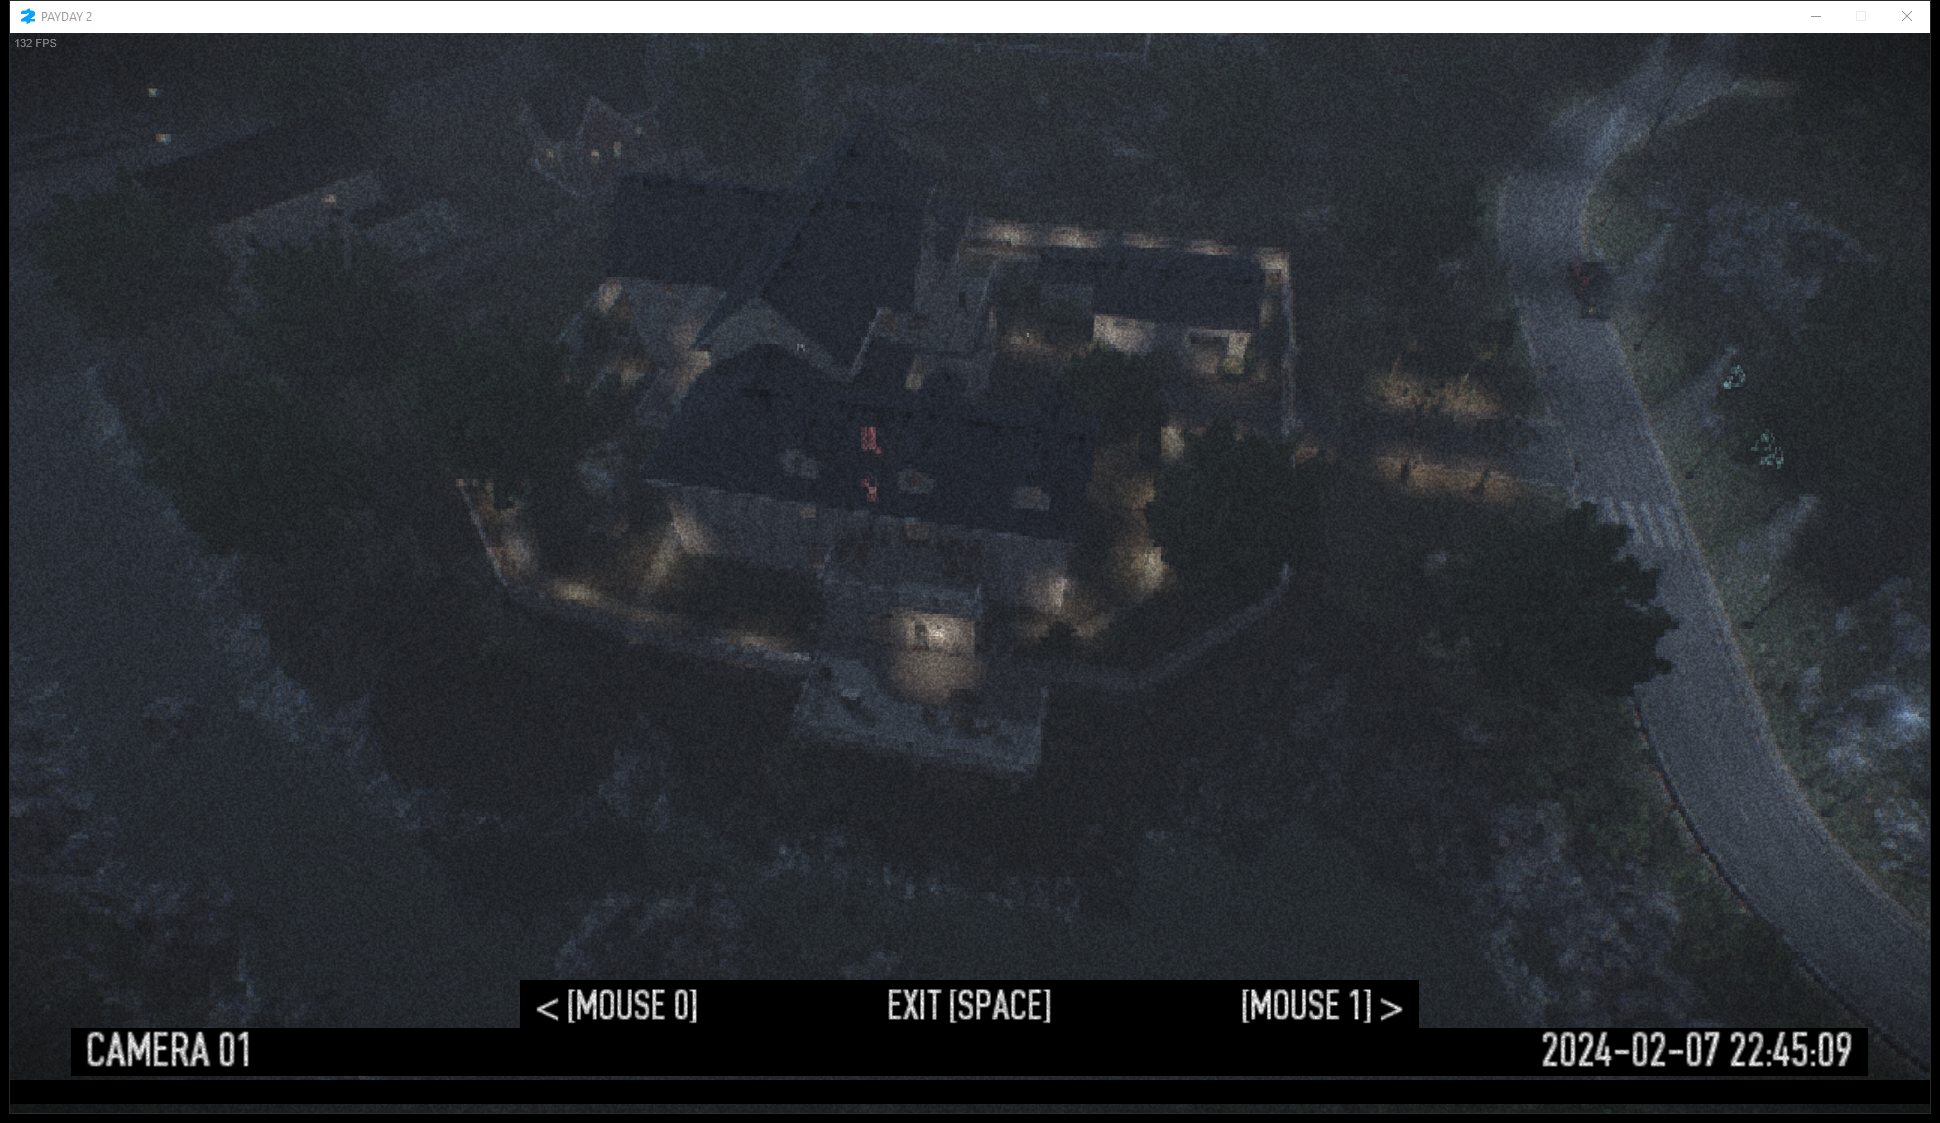 PAYDAY 2
132 FPS
< [MOUSE 0] EXIT [SPACE] [MOUSE 1] >
CAMERA 01 2024-02-07 22:45:09